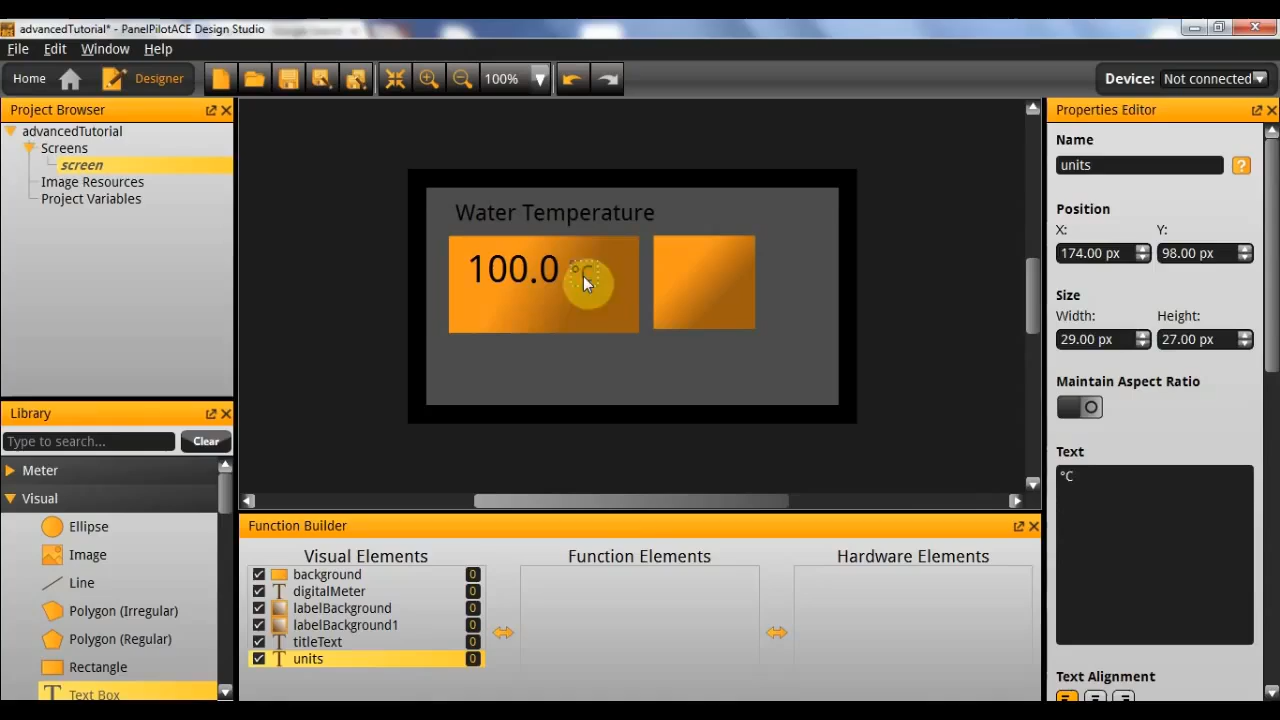 advancedTutorial* - PanelPilotACE Design Studio
File Edit Window Help
Home Designer 100% Device: Not connected
Project Browser
advancedTutorial
Screens
screen
Image Resources
Project Variables
Library
Type to search... Clear
Meter
Visual
Ellipse
Image
Line
Polygon (Irregular)
Polygon (Regular)
Rectangle
Text Box
Water Temperature
100.0 °C
Function Builder
Visual Elements Function Elements Hardware Elements
background 0
digitalMeter 0
labelBackground 0
labelBackground1 0
titleText 0
units 0
Properties Editor
Name
units ?
Position
X: Y:
174.00 px 98.00 px
Size
Width: Height:
29.00 px 27.00 px
Maintain Aspect Ratio
Text
°C
Text Alignment